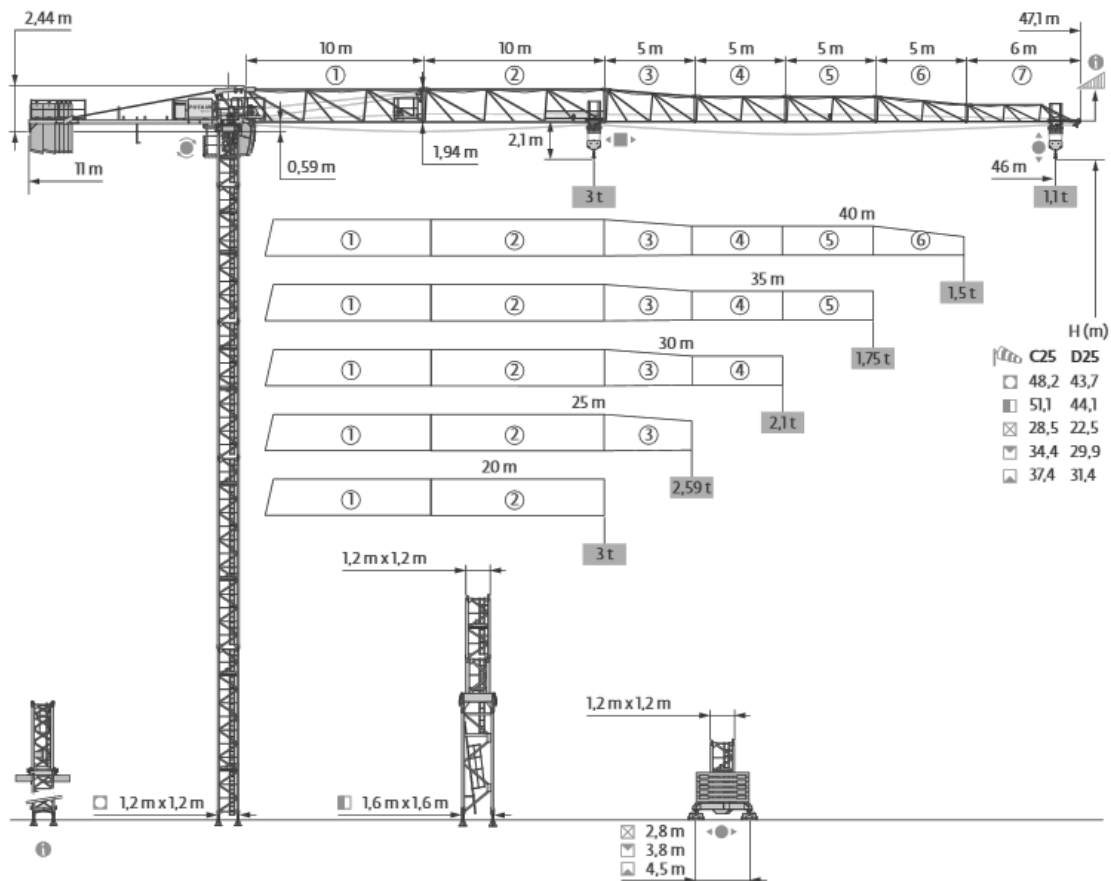 2,44 m
47,1 m
10 m 10 m 5 m 5 m 5 m 5 m 6 m
① ② ③ ④ ⑤ ⑥ ⑦
i
POTAIN
11 m
0,59 m
1,94 m
2,1 m
46 m
3 t
1,1 t
40 m
① ② ③ ④ ⑤ ⑥
1,5 t
35 m
① ② ③ ④ ⑤
1,75 t
30 m
① ② ③ ④
2,1 t
25 m
① ② ③
2,59 t
20 m
① ②
3 t
H (m)
C25 D25
48,2 43,7
51,1 44,1
28,5 22,5
34,4 29,9
37,4 31,4
1,2 m x 1,2 m
1,2 m x 1,2 m
1,2 m x 1,2 m
1,6 m x 1,6 m
2,8 m
3,8 m
4,5 m
i